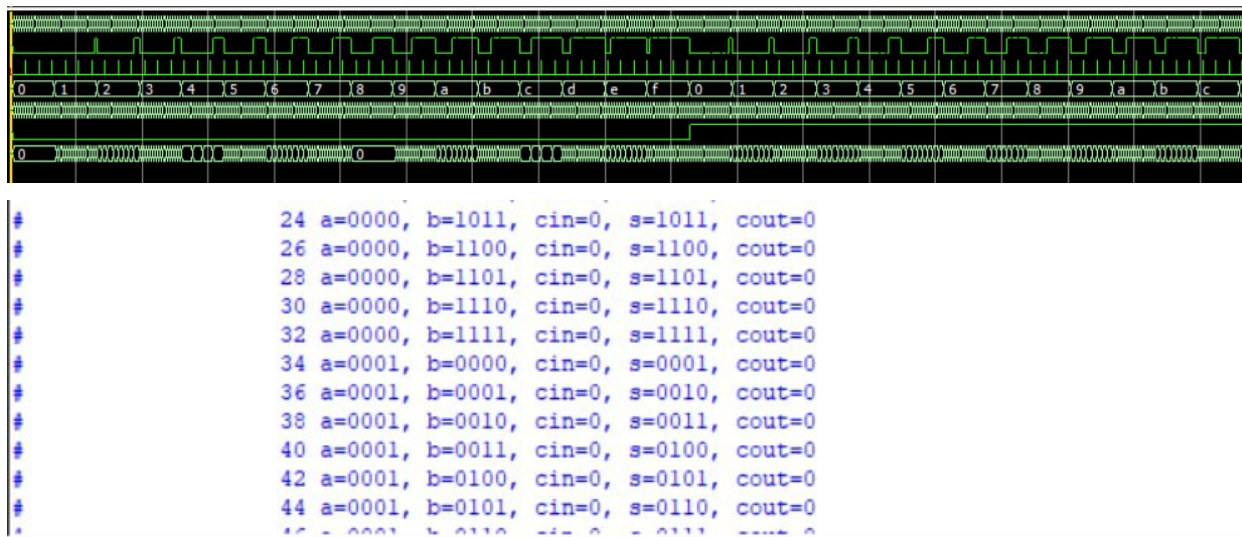 0 1 2 3 4 5 6 7 8 9 a b c d e f 0 1 2 3 4 5 6 7 8 9 a b c
0 0
# 24 a=0000, b=1011, cin=0, s=1011, cout=0
# 26 a=0000, b=1100, cin=0, s=1100, cout=0
# 28 a=0000, b=1101, cin=0, s=1101, cout=0
# 30 a=0000, b=1110, cin=0, s=1110, cout=0
# 32 a=0000, b=1111, cin=0, s=1111, cout=0
# 34 a=0001, b=0000, cin=0, s=0001, cout=0
# 36 a=0001, b=0001, cin=0, s=0010, cout=0
# 38 a=0001, b=0010, cin=0, s=0011, cout=0
# 40 a=0001, b=0011, cin=0, s=0100, cout=0
# 42 a=0001, b=0100, cin=0, s=0101, cout=0
# 44 a=0001, b=0101, cin=0, s=0110, cout=0